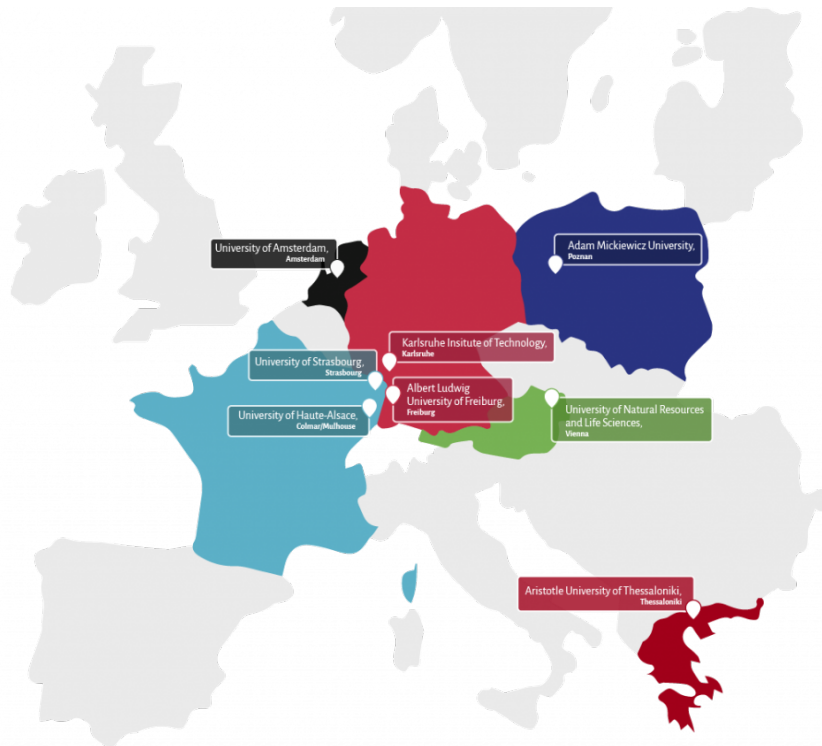 University of Amsterdam,
Amsterdam
Adam Mickiewicz University,
Poznan
Karlsruhe Insitute of Technology,
Karlsruhe
University of Strasbourg,
Strasbourg
Albert Ludwig
University of Freiburg,
Freiburg
University of Haute-Alsace,
Colmar/Mulhouse
University of Natural Resources
and Life Sciences,
Vienna
Aristotle University of Thessaloniki,
Thessaloniki